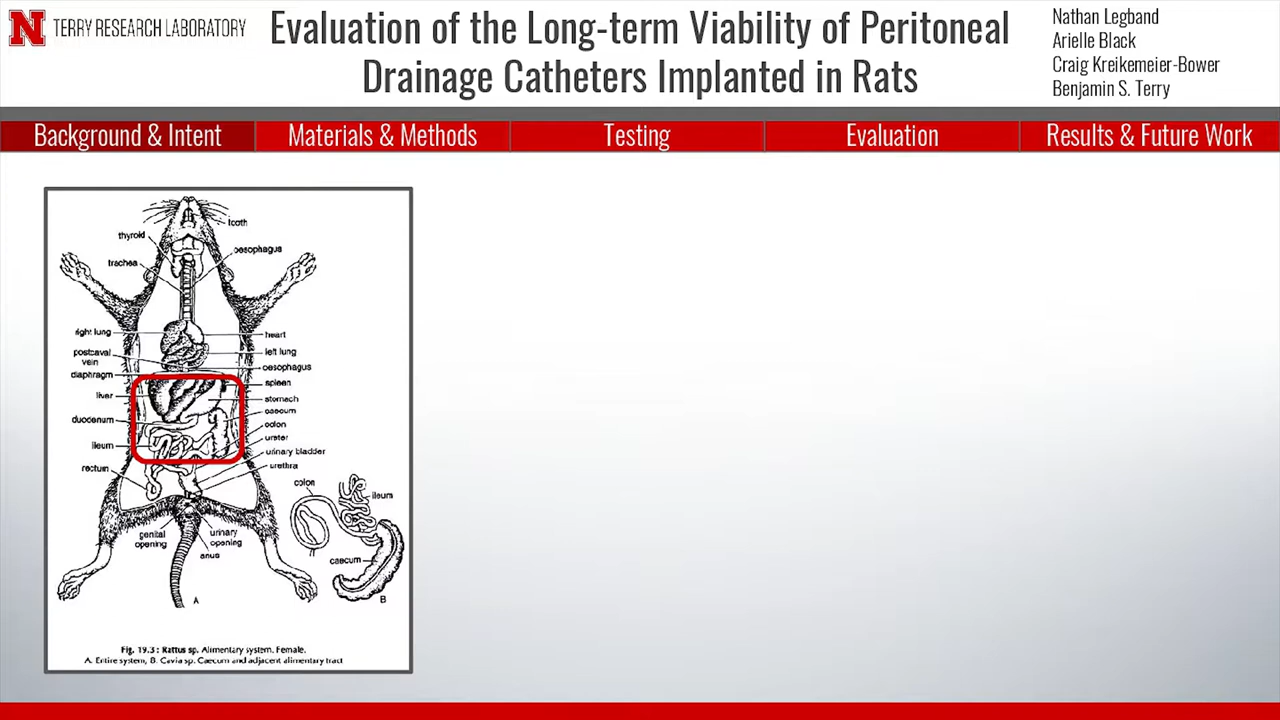 N TERRY RESEARCH LABORATORY
Evaluation of the Long-term Viability of Peritoneal
Drainage Catheters Implanted in Rats
Nathan Legband
Arielle Black
Craig Kreikemeier-Bower
Benjamin S. Terry
Background & Intent
Materials & Methods
Testing
Evaluation
Results & Future Work
tooth
thyroid
oesophagus
trachea
right lung
heart
postcaval
vein
left lung
oesophagus
diaphragm
spleen
liver
stomach
caecum
duodenum
colon
ureter
ileum
urinary bladder
rectum
urethra
colon
ileum
genital
opening
urinary
opening
anus
caecum
A
B
Fig. 19.3 : Rattus sp. Alimentary system. Female.
A. Entire system, B. Cavia sp. Caecum and adjacent alimentary tract